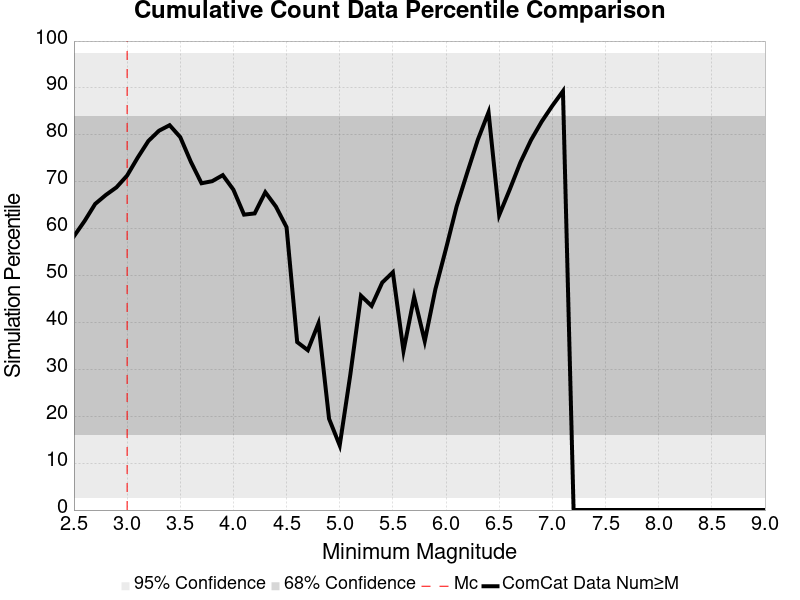 Cumulative Count Data Percentile Comparison
100
90
80
70
60
50
40
30
20
10
0
Simulation Percentile
2.5 3.0 3.5 4.0 4.5 5.0 5.5 6.0 6.5 7.0 7.5 8.0 8.5 9.0
Minimum Magnitude
95% Confidence 68% Confidence Mc ComCat Data Num≥M